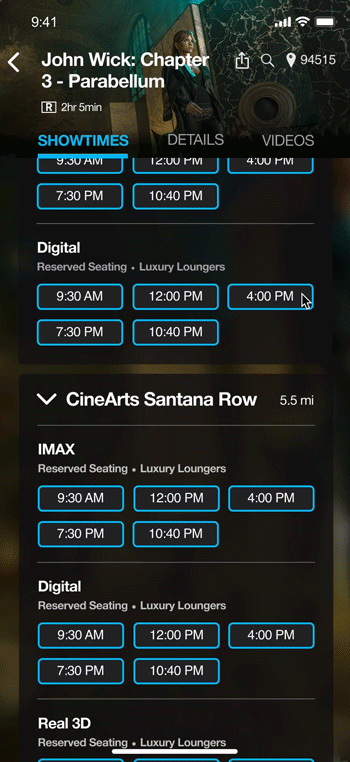 9:41
John Wick: Chapter
3 - Parabellum
94515
R 2hr 5min
SHOWTIMES DETAILS VIDEOS
9:30 AM 12:00 PM 4:00 PM
7:30 PM 10:40 PM
Digital
Reserved Seating • Luxury Loungers
9:30 AM 12:00 PM 4:00 PM
7:30 PM 10:40 PM
CineArts Santana Row 5.5 mi
IMAX
Reserved Seating • Luxury Loungers
9:30 AM 12:00 PM 4:00 PM
7:30 PM 10:40 PM
Digital
Reserved Seating • Luxury Loungers
9:30 AM 12:00 PM 4:00 PM
7:30 PM 10:40 PM
Real 3D
Reserved Seating • Luxury Loungers